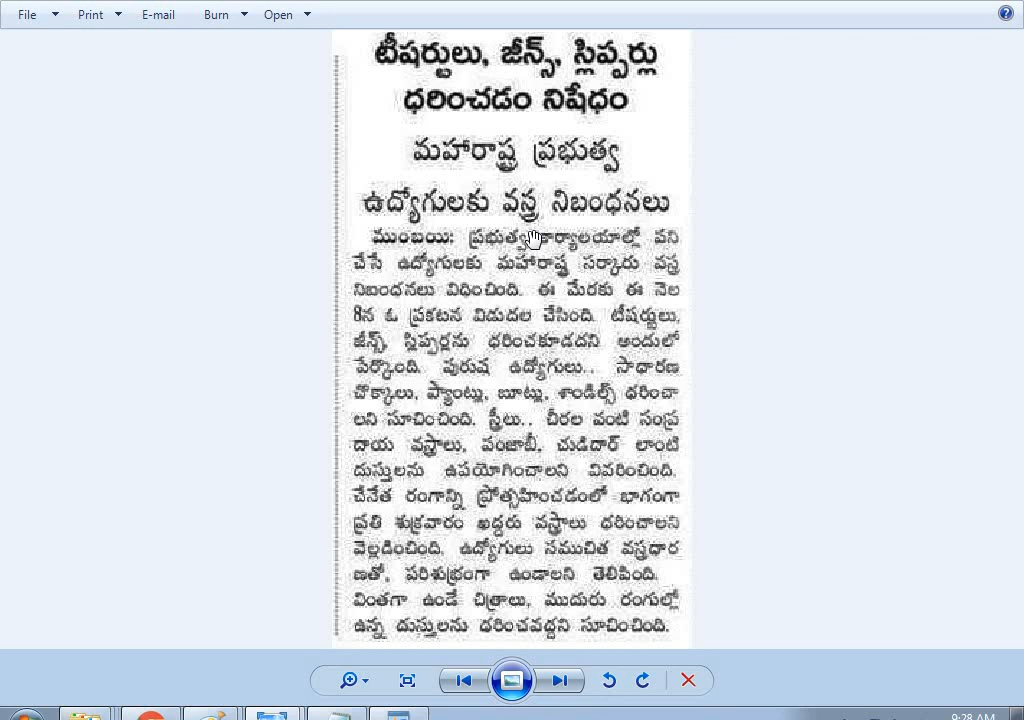 File Print E-mail Burn Open
టీషర్టులు, జీన్స్, స్లిప్పర్లు
ధరించడం నిషేధం
మహారాష్ట్ర ప్రభుత్వ
ఉద్యోగులకు వస్త్ర నిబంధనలు
ముంబయి: ప్రభుత్వ కార్యాలయాల్లో పని
చేసే ఉద్యోగులకు మహారాష్ట్ర సర్కారు వస్త్ర
నిబంధనలు విధించింది. ఈ మేరకు ఈ నెల
8న ఓ ప్రకటన విడుదల చేసింది. టీషర్టులు,
జీన్స్, స్లిప్పర్లను ధరించకూడదని అందులో
పేర్కొంది. పురుష ఉద్యోగులు.. సాధారణ
చొక్కాలు, ప్యాంట్లు, బూట్లు, శాండిల్స్ ధరించా
లని సూచించింది. స్త్రీలు.. చీరల వంటి సంప్ర
దాయ వస్త్రాలు, పంజాబీ, చుడిదార్ లాంటి
దుస్తులను ఉపయోగించాలని వివరించింది.
చేనేత రంగాన్ని ప్రోత్సహించడంలో భాగంగా
ప్రతి శుక్రవారం ఖద్దరు వస్త్రాలు ధరించాలని
వెల్లడించింది. ఉద్యోగులు సముచిత వస్త్రధార
ణతో, పరిశుభ్రంగా ఉండాలని తెలిపింది.
వింతగా ఉండే చిత్రాలు, ముదురు రంగుల్లో
ఉన్న దుస్తులను ధరించవద్దని సూచించింది.
9:28 AM